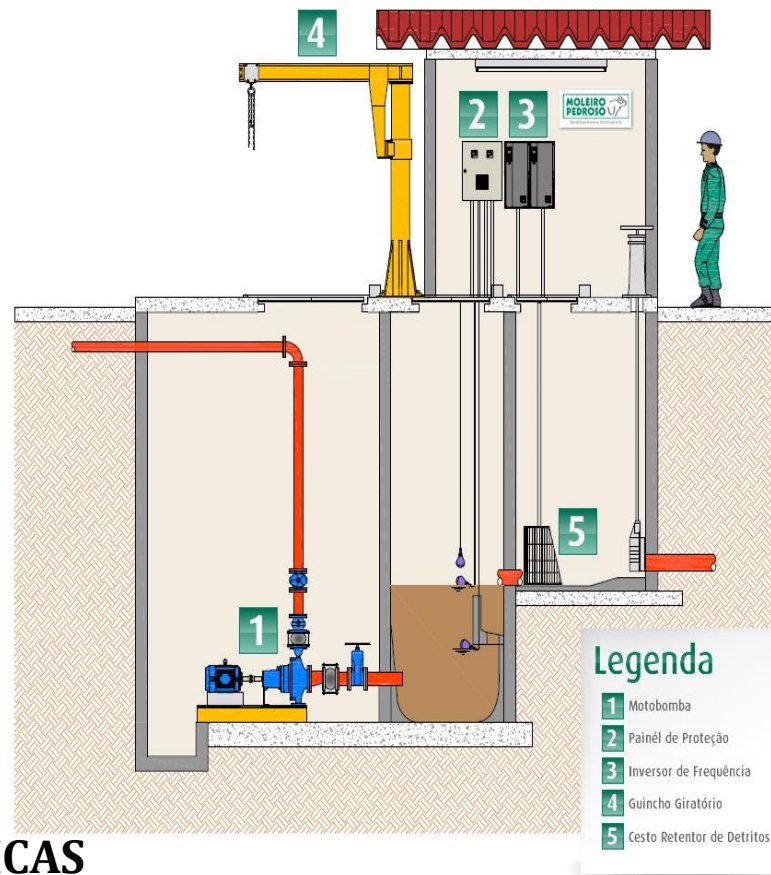 4
2
3
MOLEIRO
PEDROSO
5
1
Legenda
1 Motobomba
2 Painél de Proteção
3 Inversor de Frequência
4 Guincho Giratório
5 Cesto Retentor de Detritos
ICAS